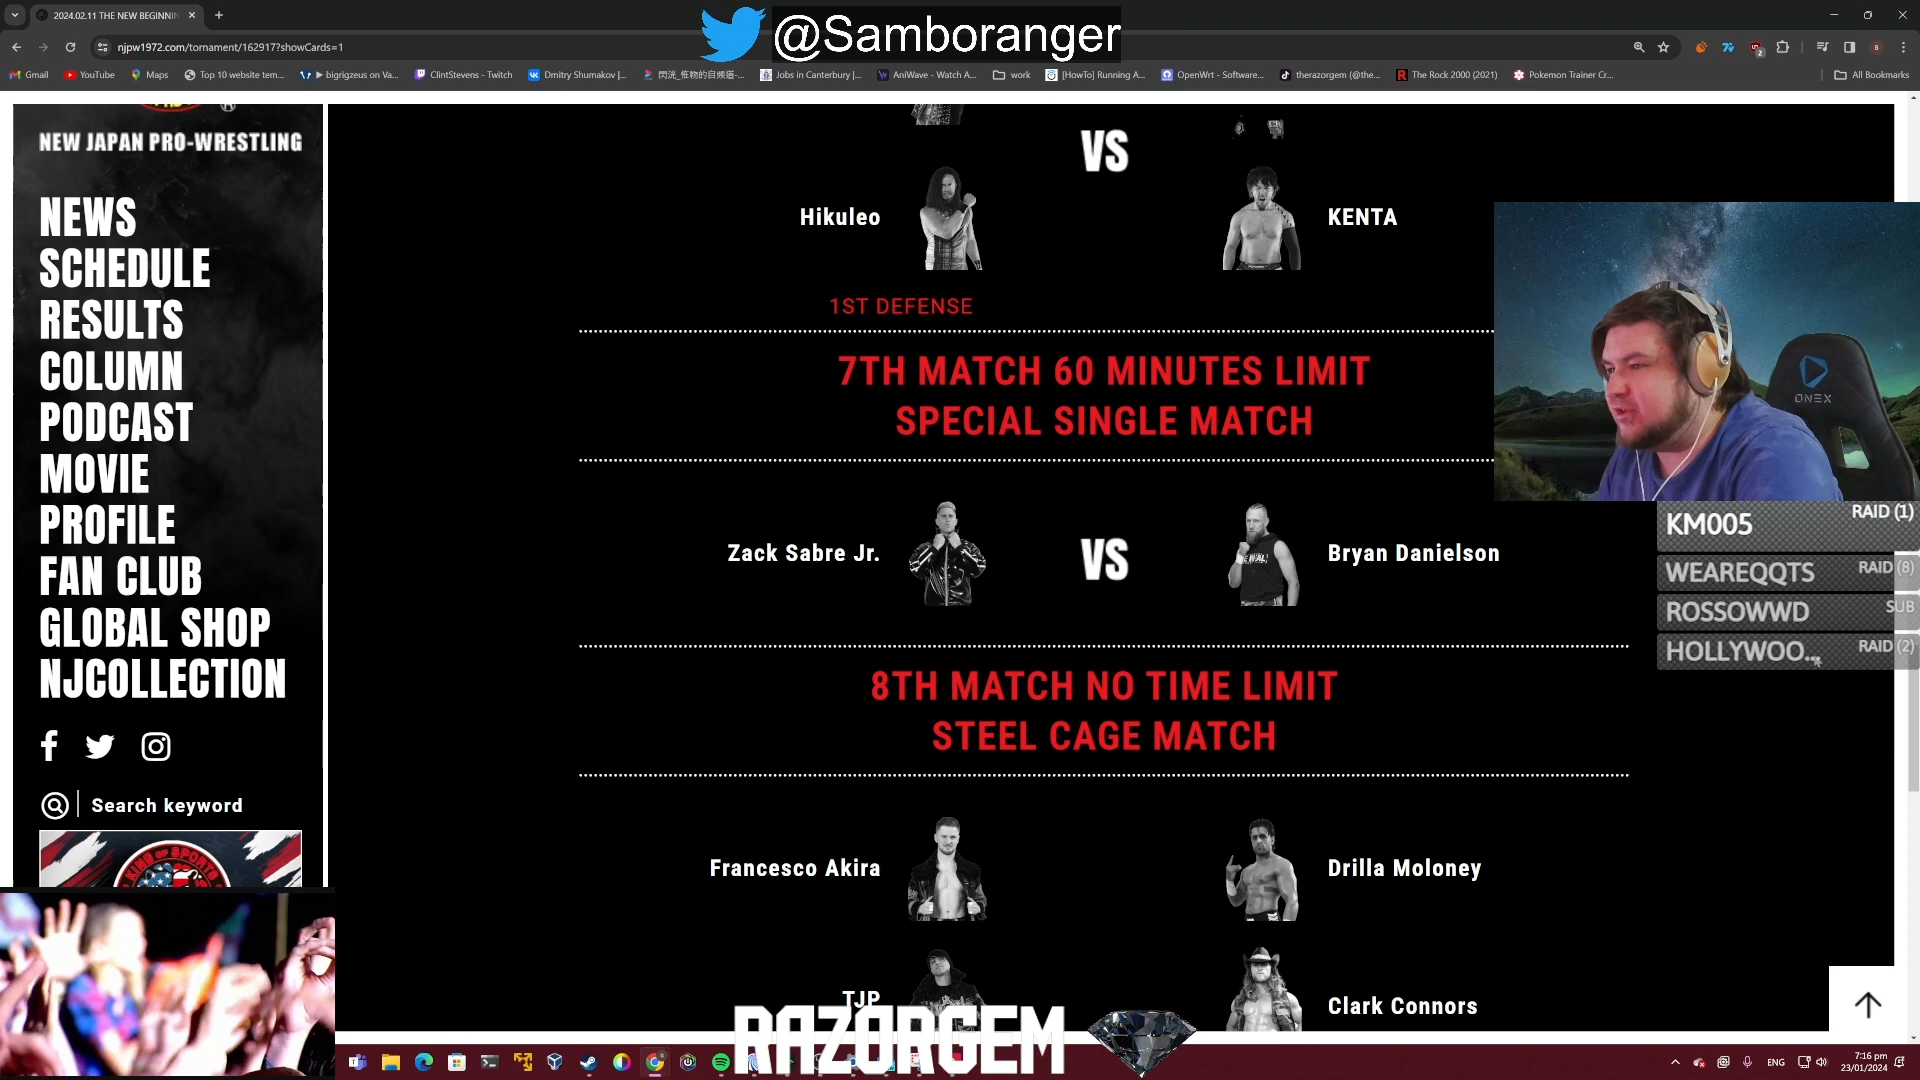 2024.02.11 THE NEW BEGINNIN
@Samboranger
njpw1972.com/tornament/162917?showCards=1
Gmail
YouTube
Maps
Top 10 website tem...
bigrigzeus on Va...
ClintStevens - Twitch
Dmitry Shumakov |...
Jobs in Canterbury |...
AniWave - Watch A...
work
[HowTo] Running A...
OpenWrt - Software...
therazorgem (@the...
The Rock 2000 (2021)
Pokemon Trainer Cr...
All Bookmarks
NEW JAPAN PRO-WRESTLING
NEWS
SCHEDULE
RESULTS
COLUMN
PODCAST
MOVIE
PROFILE
FAN CLUB
GLOBAL SHOP
NJCOLLECTION
Search keyword
KING OF SPORTS
VS
Hikuleo
KENTA
1ST DEFENSE
7TH MATCH 60 MINUTES LIMIT
SPECIAL SINGLE MATCH
Zack Sabre Jr.
VS
Bryan Danielson
8TH MATCH NO TIME LIMIT
STEEL CAGE MATCH
Francesco Akira
Drilla Moloney
TJP
Clark Connors
ONEX
KM005 RAID (1)
WEAREQQTS RAID (8)
ROSSOWWD SUB
HOLLYWOO... RAID (2)
RAZORGEM
ENG
7:16 pm
23/01/2024